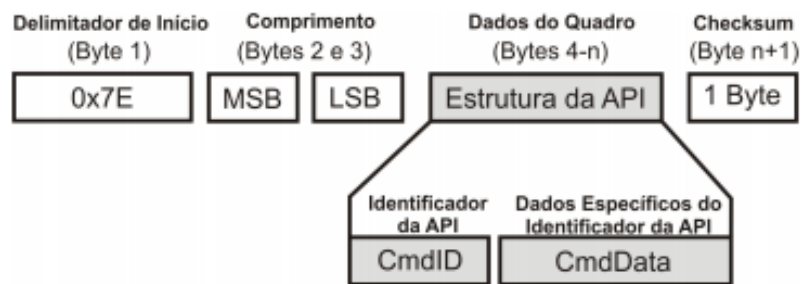 Delimitador de Início
(Byte 1)
Comprimento
(Bytes 2 e 3)
Dados do Quadro
(Bytes 4-n)
Checksum
(Byte n+1)
0x7E
MSB
LSB
Estrutura da API
1 Byte
Identificador
da API
Dados Específicos do
Identificador da API
CmdID
CmdData